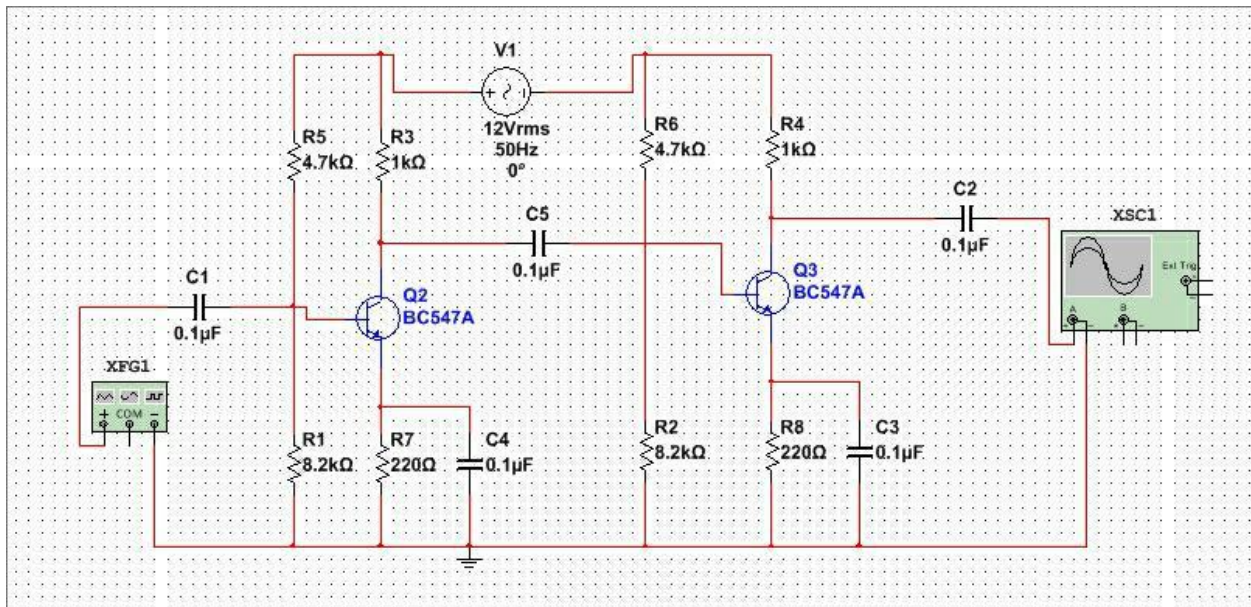 V1
12Vrms
50Hz
0°
R5
4.7kΩ
R3
1kΩ
R6
4.7kΩ
R4
1kΩ
C2
0.1µF
XSC1
Ext Trig
+
−
A
B
+ −
+ −
C5
0.1µF
C1
0.1µF
Q2
BC547A
Q3
BC547A
XFG1
+ COM −
R1
8.2kΩ
R7
220Ω
C4
0.1µF
R2
8.2kΩ
R8
220Ω
C3
0.1µF